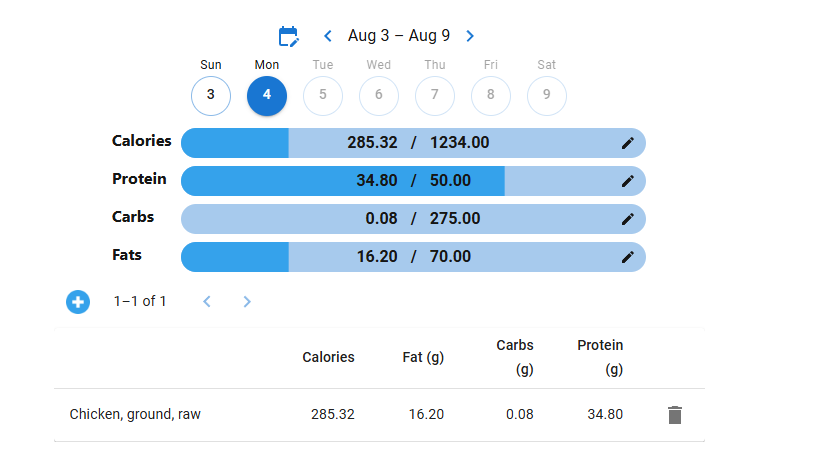 Aug 3 – Aug 9
Sun Mon Tue Wed Thu Fri Sat
3 4 5 6 7 8 9
Calories 285.32 / 1234.00
Protein 34.80 / 50.00
Carbs 0.08 / 275.00
Fats 16.20 / 70.00
1–1 of 1
Calories Fat (g) Carbs (g) Protein (g)
Chicken, ground, raw 285.32 16.20 0.08 34.80